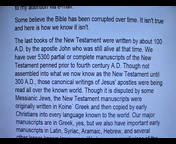 Some believe the Bible has been corrupted over time. It isn't true
and here is how we know it isn't.
The last books of the New Testament were written by about 100
A.D. by the apostle John who was still alive at that time. We
have over 5300 partial or complete manuscripts of the New
Testament penned prior to fourth century A.D. Though not
assembled into what we now know as the New Testament until
300 A.D., those canonical writings of Jesus' apostles were being
read all over the known world. Though it is disputed by some
Messianic Jews, the New Testament manuscripts were
originally written in Koine' Greek and then copied by early
Christians into every language known to the world. Our many
manuscripts are in Greek, yes, but we also have important early
manuscripts in Latin, Syriac, Aramaic, Hebrew, and several